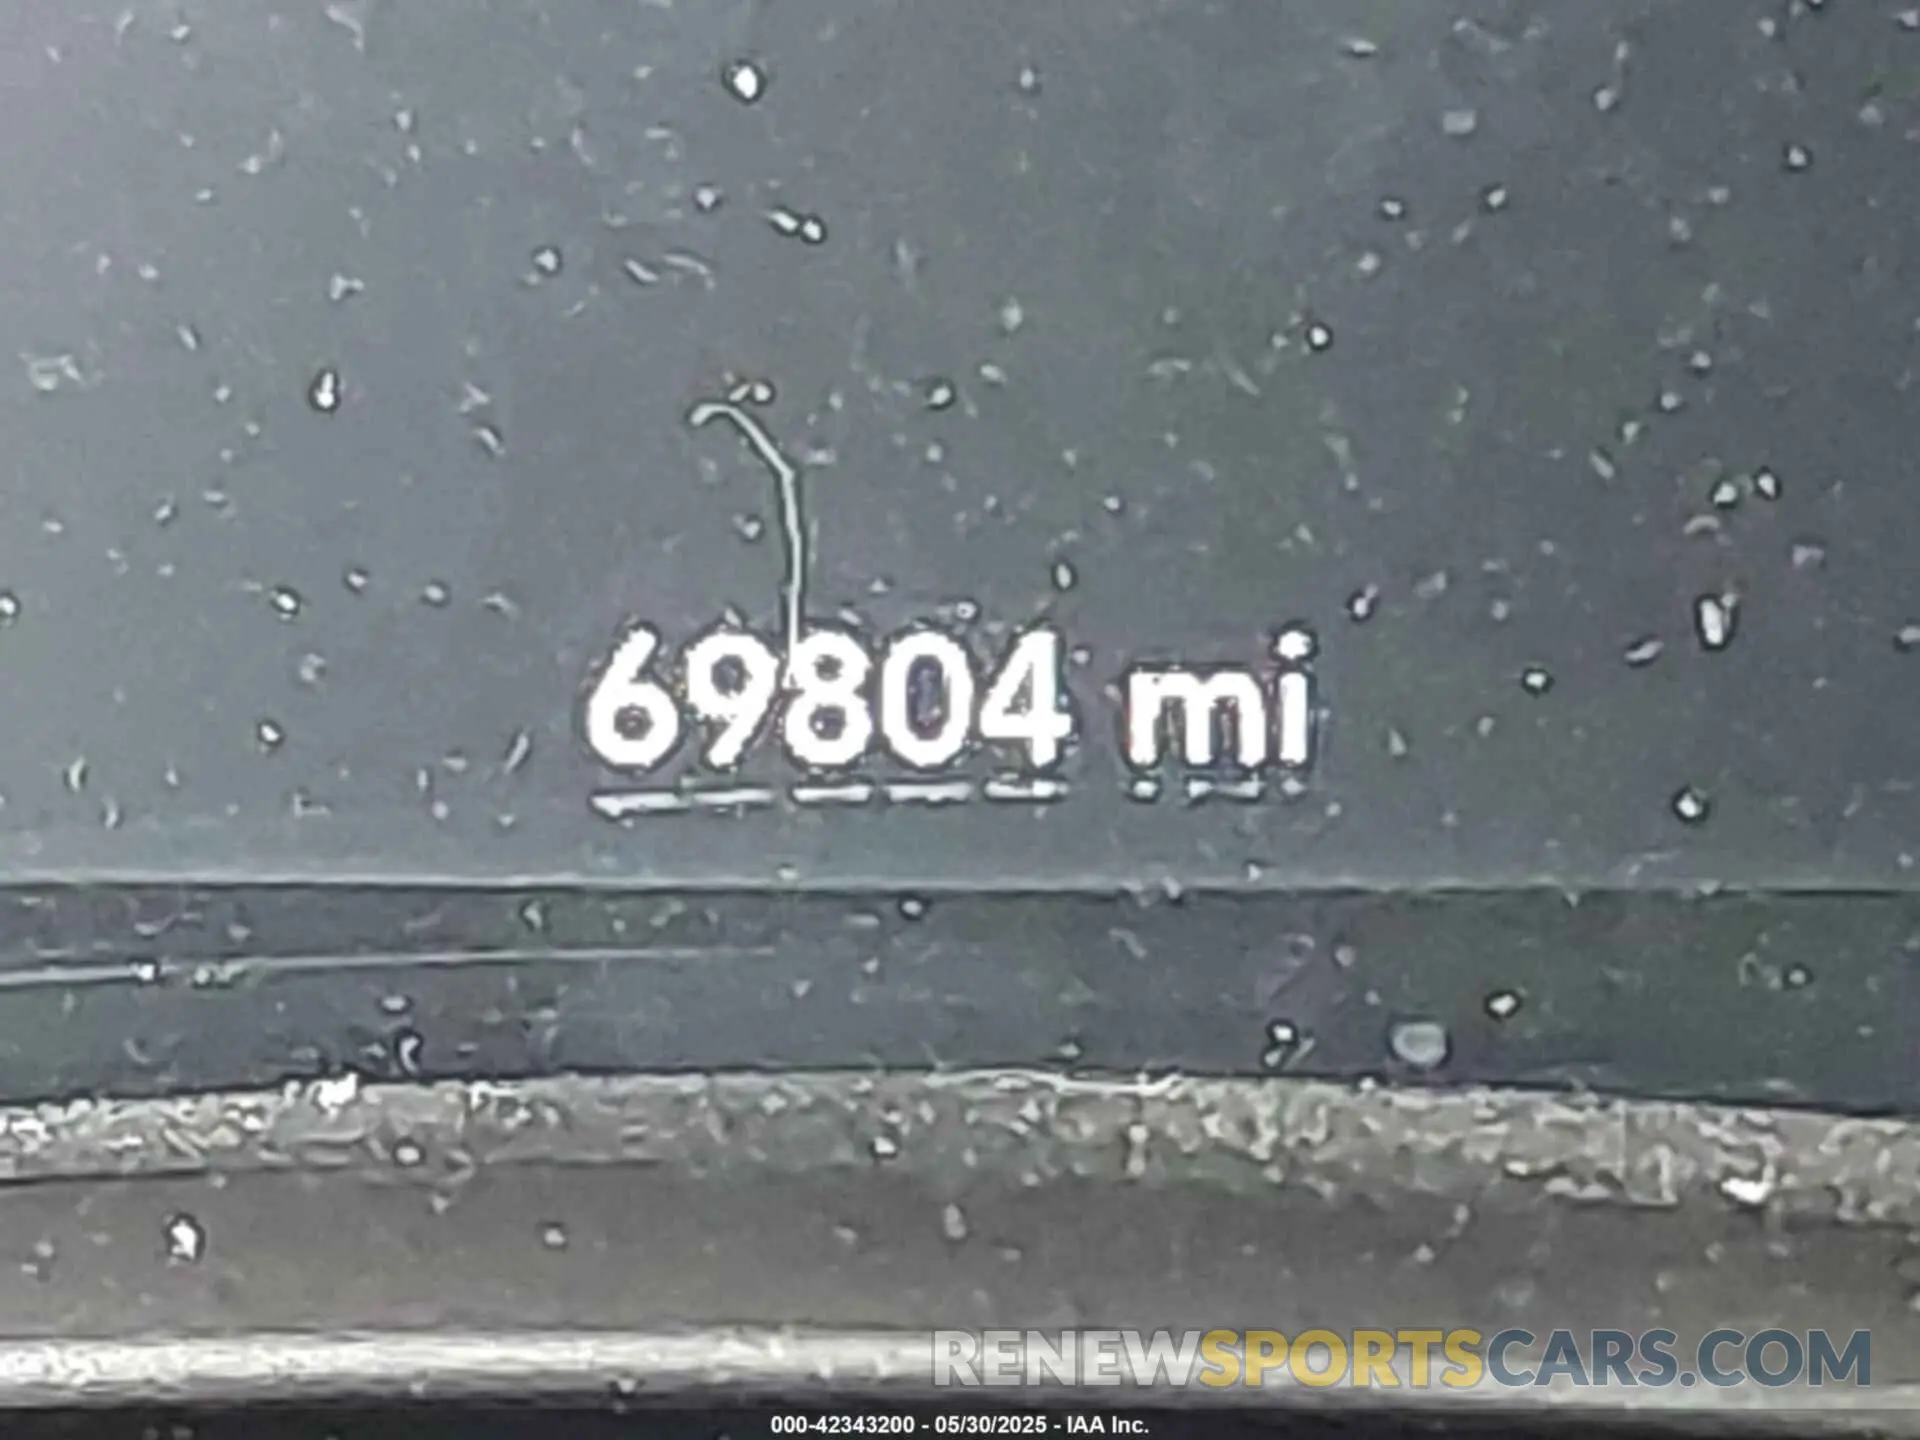 69804 mi
RENEWSPORTSCARS.COM
000-42343200 - 05/30/2025 - IAA Inc.